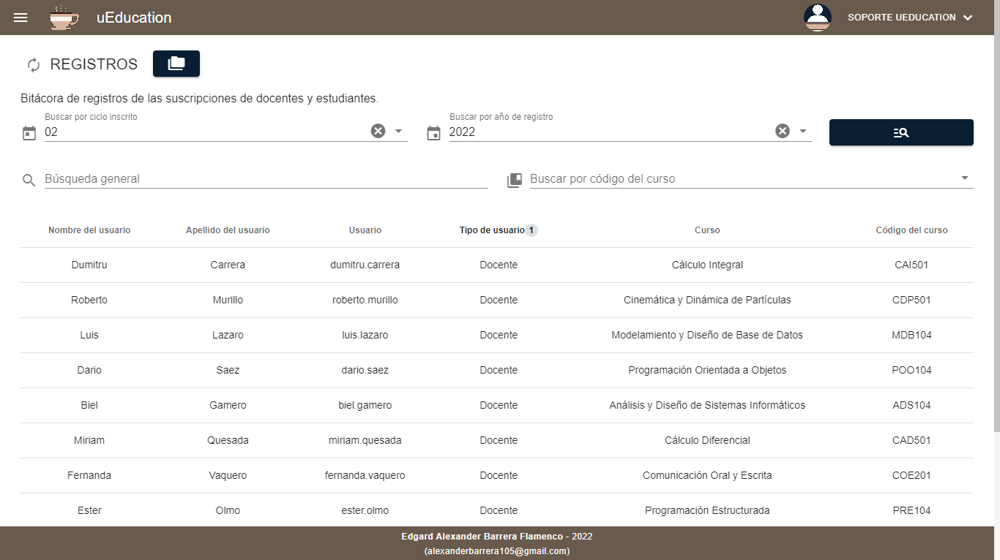 uEducation
SOPORTE UEDUCATION
REGISTROS
Bitácora de registros de las suscripciones de docentes y estudiantes.
Buscar por ciclo inscrito Buscar por año de registro
02 2022
Búsqueda general Buscar por código del curso
Nombre del usuario Apellido del usuario Usuario Tipo de usuario 1 Curso Código del curso
Dumitru Carrera dumitru.carrera Docente Cálculo Integral CAI501
Roberto Murillo roberto.murillo Docente Cinemática y Dinámica de Partículas CDP501
Luis Lazaro luis.lazaro Docente Modelamiento y Diseño de Base de Datos MDB104
Dario Saez dario.saez Docente Programación Orientada a Objetos POO104
Biel Gamero biel.gamero Docente Análisis y Diseño de Sistemas Informáticos ADS104
Miriam Quesada miriam.quesada Docente Cálculo Diferencial CAD501
Fernanda Vaquero fernanda.vaquero Docente Comunicación Oral y Escrita COE201
Ester Olmo ester.olmo Docente Programación Estructurada PRE104
Edgard Alexander Barrera Flamenco - 2022
(alexanderbarrera105@gmail.com)